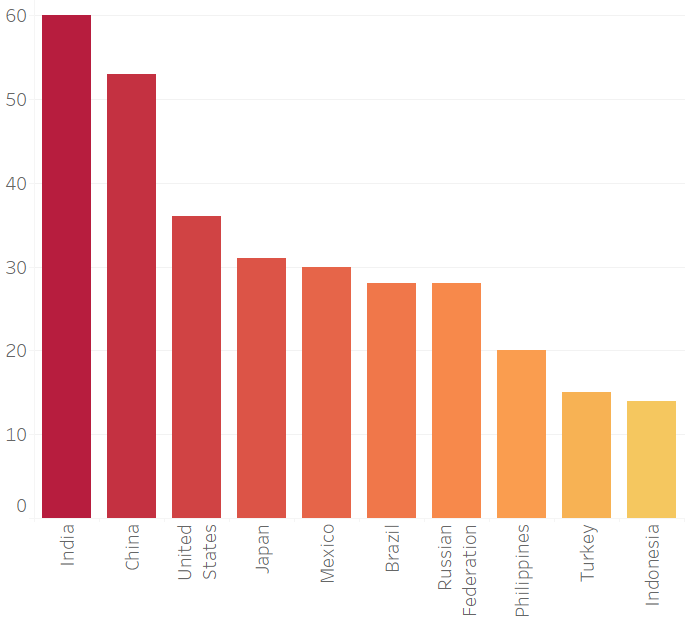 60
50
40
30
20
10
0
India
China
United
States
Japan
Mexico
Brazil
Russian
Federation
Philippines
Turkey
Indonesia